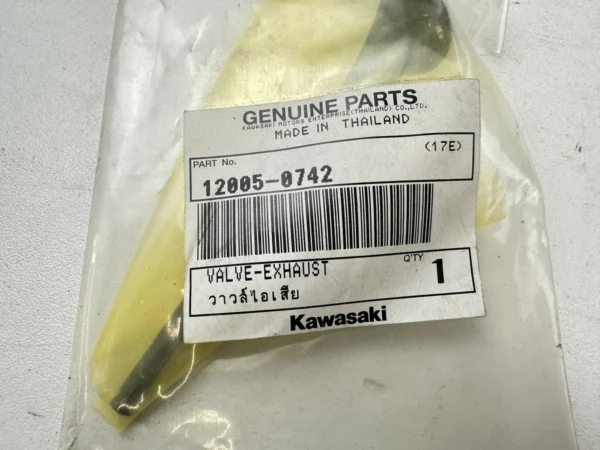 GENUINE PARTS
KAWASAKI MOTORS ENTERPRISE(THAILAND) CO.,LTD.
MADE IN THAILAND
(17E)
PART No.
12005-0742
VALVE-EXHAUST
Q'TY
1
วาวล์ไอเสีย
Kawasaki